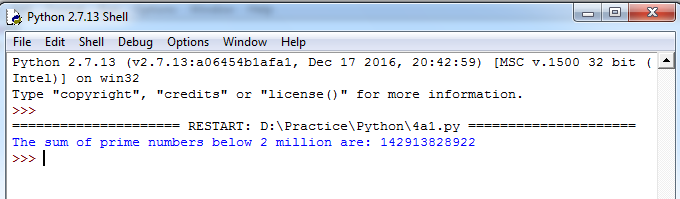 Python 2.7.13 Shell
File Edit Shell Debug Options Window Help
Python 2.7.13 (v2.7.13:a06454b1afa1, Dec 17 2016, 20:42:59) [MSC v.1500 32 bit (
Intel)] on win32
Type "copyright", "credits" or "license()" for more information.
>>>
===================== RESTART: D:\Practice\Python\4a1.py =====================
The sum of prime numbers below 2 million are: 142913828922
>>>